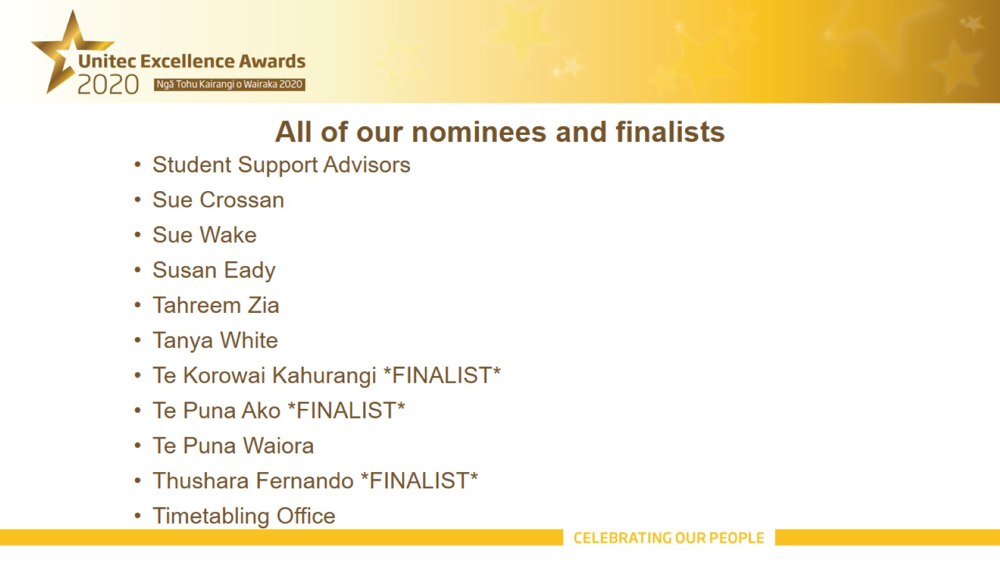 Unitec Excellence Awards
2020 Ngā Tohu Kairangi o Wairaka 2020
All of our nominees and finalists
• Student Support Advisors
• Sue Crossan
• Sue Wake
• Susan Eady
• Tahreem Zia
• Tanya White
• Te Korowai Kahurangi *FINALIST*
• Te Puna Ako *FINALIST*
• Te Puna Waiora
• Thushara Fernando *FINALIST*
• Timetabling Office
CELEBRATING OUR PEOPLE